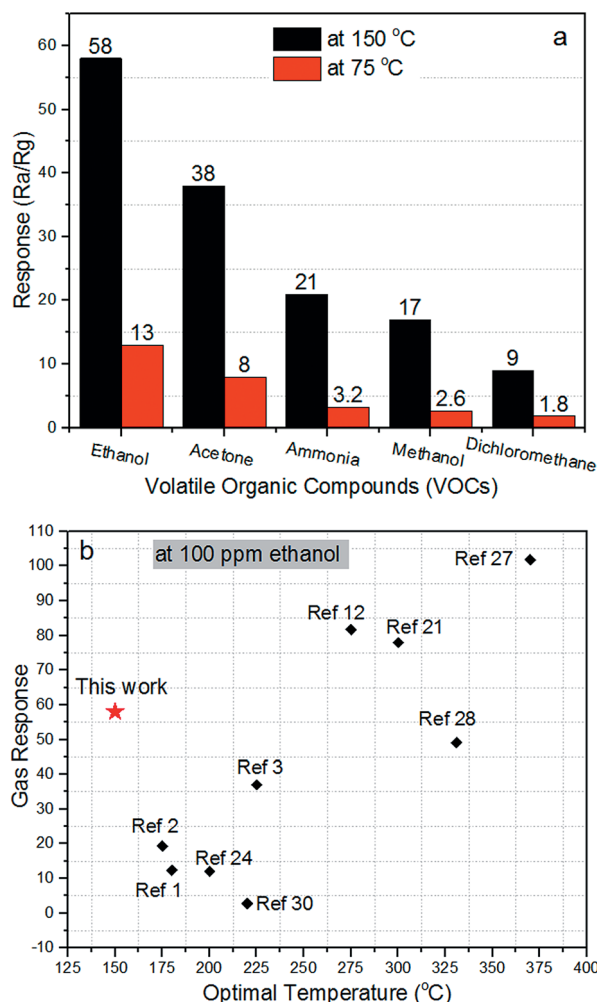 a
at 150 °C
at 75 °C
60
50
40
30
20
10
0
Response (Ra/Rg)
58
13
38
8
21
3.2
17
2.6
9
1.8
Ethanol
Acetone
Ammonia
Methanol
Dichloromethane
Volatile Organic Compounds (VOCs)
b
at 100 ppm ethanol
110
100
90
80
70
60
50
40
30
20
10
0
-10
Gas Response
Ref 27
Ref 12
Ref 21
This work
Ref 28
Ref 3
Ref 2
Ref 24
Ref 1
Ref 30
125 150 175 200 225 250 275 300 325 350 375 400
Optimal Temperature (°C)